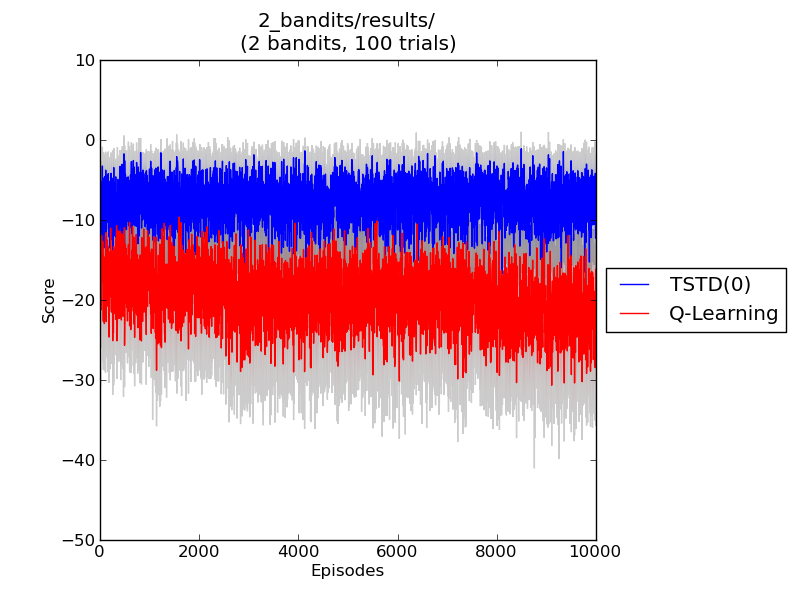 2_bandits/results/
(2 bandits, 100 trials)
10
0
−10
−20
−30
−40
−50
Score
0 2000 4000 6000 8000 10000
Episodes
TSTD(0)
Q-Learning